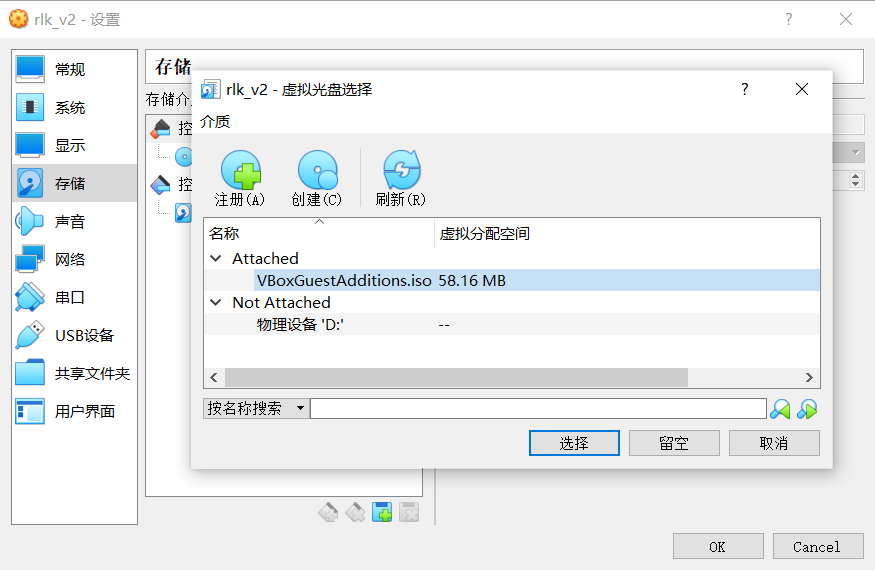 rlk_v2 - 设置
常规
系统
显示
存储
声音
网络
串口
USB设备
共享文件夹
用户界面
存储
存储介
控
控
rlk_v2 - 虚拟光盘选择
介质
注册(A)
创建(C)
刷新(R)
名称 虚拟分配空间
Attached
VBoxGuestAdditions.iso 58.16 MB
Not Attached
物理设备 'D:' --
按名称搜索
选择 留空 取消
OK Cancel